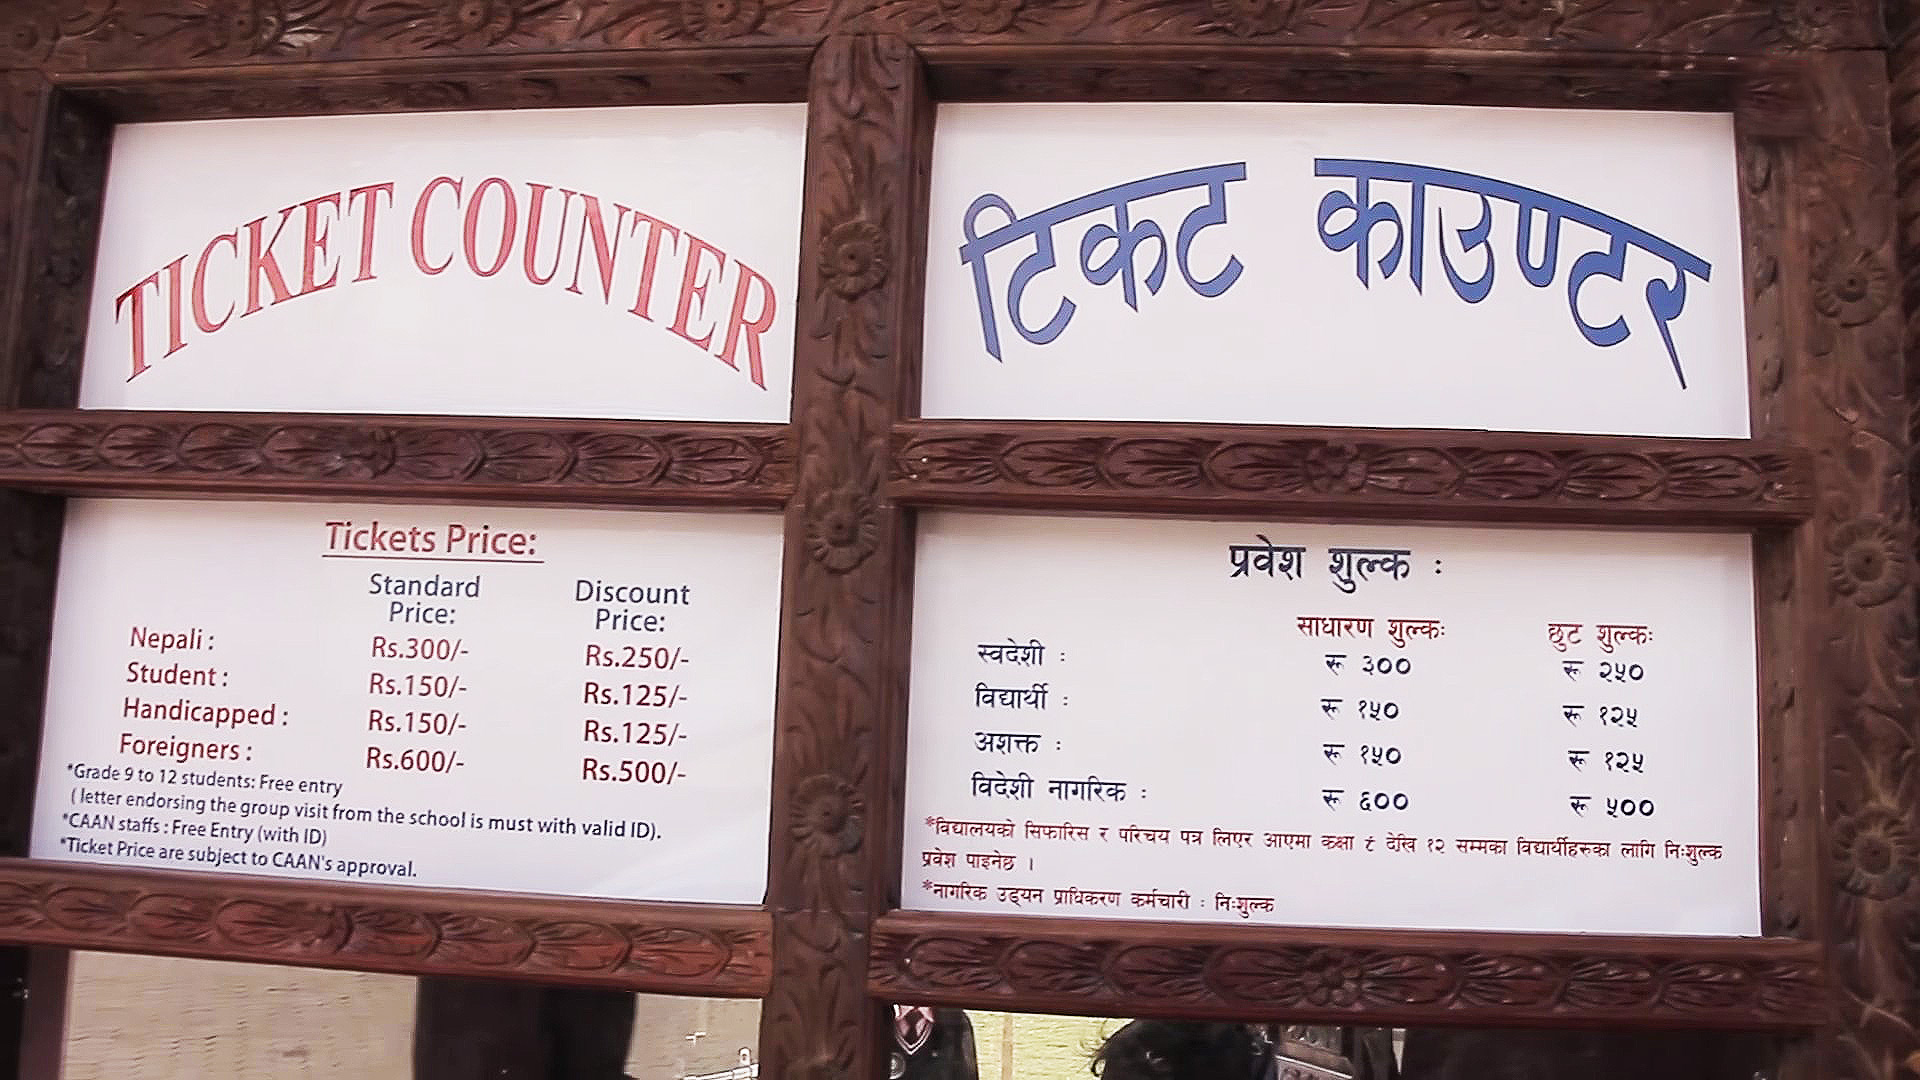 TICKET COUNTER
टिकट काउण्टर
Tickets Price:
Standard Price: Discount Price:
Nepali : Rs.300/- Rs.250/-
Student : Rs.150/- Rs.125/-
Handicapped : Rs.150/- Rs.125/-
Foreigners : Rs.600/- Rs.500/-
*Grade 9 to 12 students: Free entry
( letter endorsing the group visit from the school is must with valid ID).
*CAAN staffs : Free Entry (with ID)
*Ticket Price are subject to CAAN's approval.
प्रवेश शुल्क :
साधारण शुल्कः छुट शुल्कः
स्वदेशी : रू ३०० रू २५०
विद्यार्थी : रू १५० रू १२५
अशक्त : रू १५० रू १२५
विदेशी नागरिक : रू ६०० रू ५००
*विद्यालयको सिफारिस र परिचय पत्र लिएर आएमा कक्षा ९ देखि १२ सम्मका विद्यार्थीहरुका लागि निःशुल्क
प्रवेश पाइनेछ ।
*नागरिक उड्यन प्राधिकरण कर्मचारी : निःशुल्क